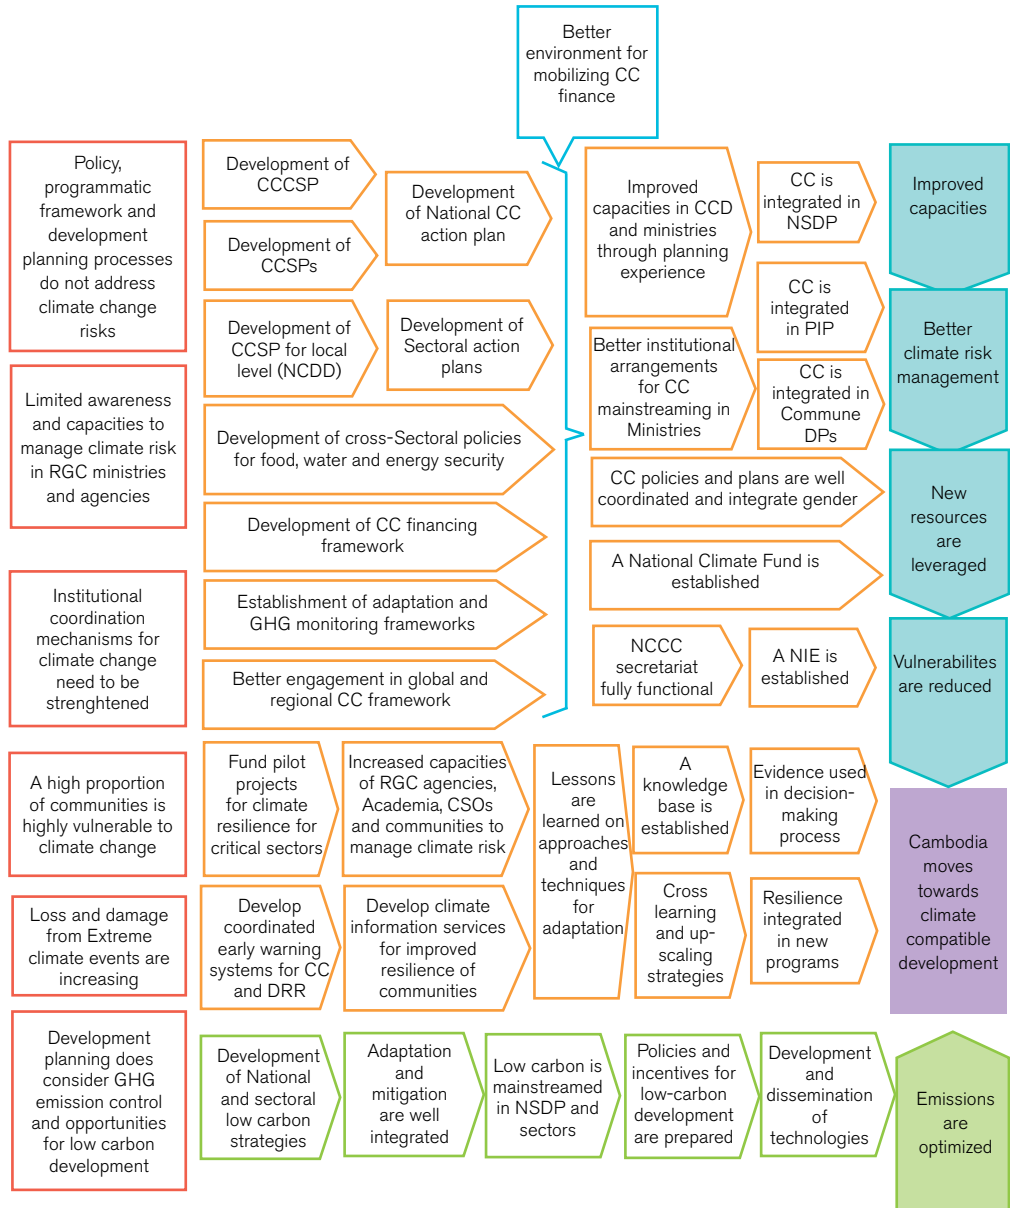 Better
environment for
mobilizing CC
finance
Policy,
programmatic
framework and
development
planning processes
do not address
climate change
risks
Limited awareness
and capacities to
manage climate risk
in RGC ministries
and agencies
Institutional
coordination
mechanisms for
climate change
need to be
strenghtened
Development of
CCCSP
Development of
CCSPs
Development
of National CC
action plan
Development of
CCSP for local
level (NCDD)
Development of
Sectoral action
plans
Development of cross-Sectoral policies
for food, water and energy security
Development of CC financing
framework
Establishment of adaptation and
GHG monitoring frameworks
Better engagement in global and
regional CC framework
Improved
capacities in CCD
and ministries
through planning
experience
CC is
integrated in
NSDP
CC is
integrated
in PIP
Better institutional
arrangements
for CC
mainstreaming in
Ministries
CC is
integrated in
Commune
DPs
CC policies and plans are well
coordinated and integrate gender
A National Climate Fund is
established
NCCC
secretariat
fully functional
A NIE is
established
Improved
capacities
Better
climate risk
management
New
resources
are
leveraged
Vulnerabilites
are reduced
A high proportion
of communities is
highly vulnerable to
climate change
Fund pilot
projects
for climate
resilience for
critical sectors
Increased capacities
of RGC agencies,
Academia, CSOs
and communities to
manage climate risk
Loss and damage
from Extreme
climate events are
increasing
Develop
coordinated
early warning
systems for CC
and DRR
Develop climate
information services
for improved
resilience of
communities
Lessons are
learned on
approaches
and
techniques
for
adaptation
A
knowledge
base is
established
Evidence used
in decision-
making
process
Cross
learning
and up-
scaling
strategies
Resilience
integrated
in new
programs
Cambodia
moves
towards
climate
compatible
development
Development
planning does
consider GHG
emission control
and opportunities
for low carbon
development
Development
of National
and sectoral
low carbon
strategies
Adaptation
and
mitigation
are well
integrated
Low carbon is
mainstreamed
in NSDP and
sectors
Policies and
incentives for
low-carbon
development
are prepared
Development
and
dissemination
of
technologies
Emissions
are
optimized